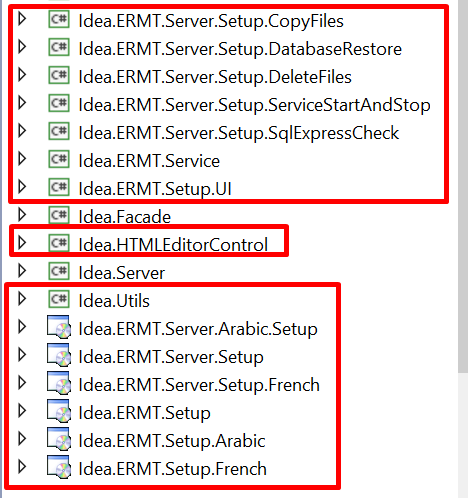 C# Idea.ERMT.Server.Setup.CopyFiles
C# Idea.ERMT.Server.Setup.DatabaseRestore
C# Idea.ERMT.Server.Setup.DeleteFiles
C# Idea.ERMT.Server.Setup.ServiceStartAndStop
C# Idea.ERMT.Server.Setup.SqlExpressCheck
C# Idea.ERMT.Service
C# Idea.ERMT.Setup.UI
C# Idea.Facade
C# Idea.HTMLEditorControl
C# Idea.Server
C# Idea.Utils
Idea.ERMT.Server.Arabic.Setup
Idea.ERMT.Server.Setup
Idea.ERMT.Server.Setup.French
Idea.ERMT.Setup
Idea.ERMT.Setup.Arabic
Idea.ERMT.Setup.French